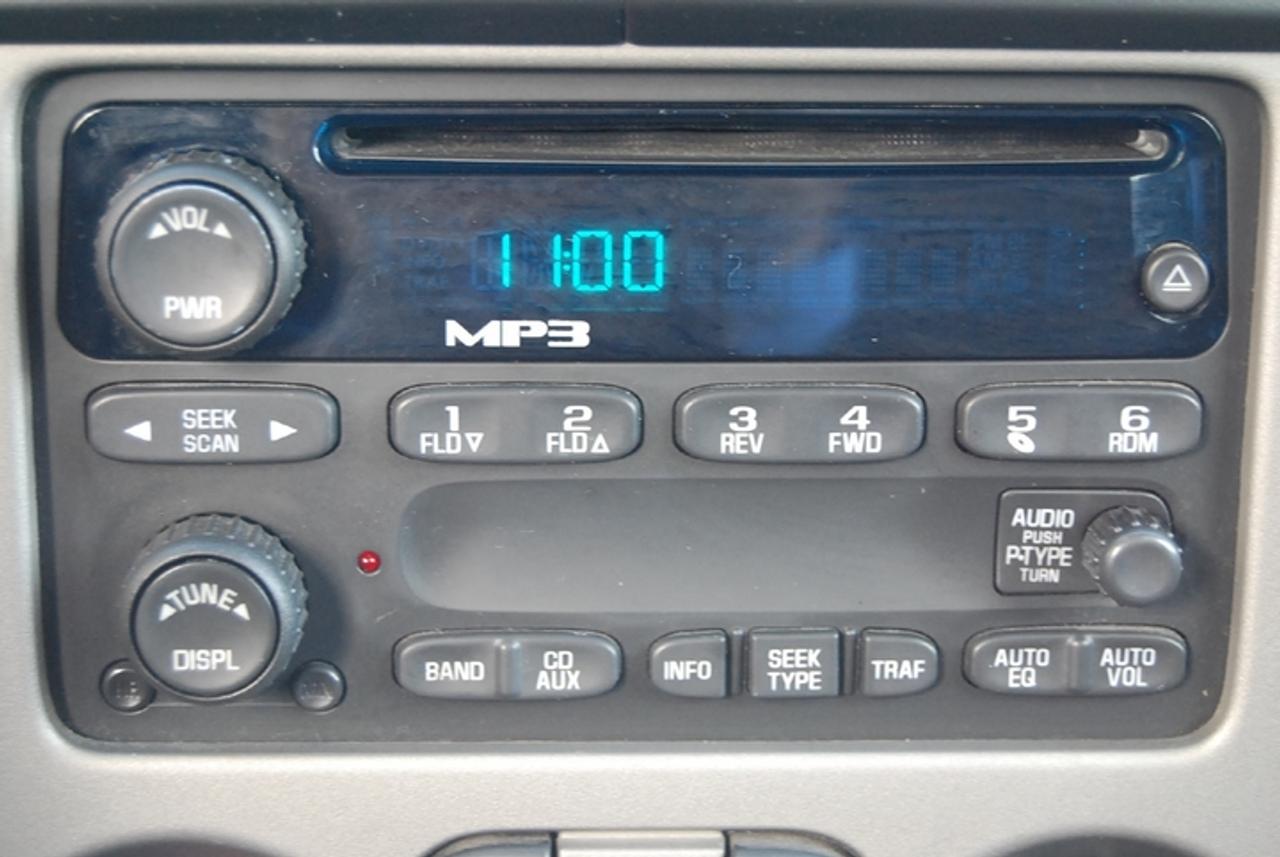 VOL
PWR
11:00
MP3
SEEK
SCAN
1 2
FLD FLD
3 4
REV FWD
5 6
RDM
AUDIO
PUSH
P-TYPE
TURN
TUNE
DISPL
BAND
CD
AUX
INFO
SEEK
TYPE
TRAF
AUTO
EQ
AUTO
VOL